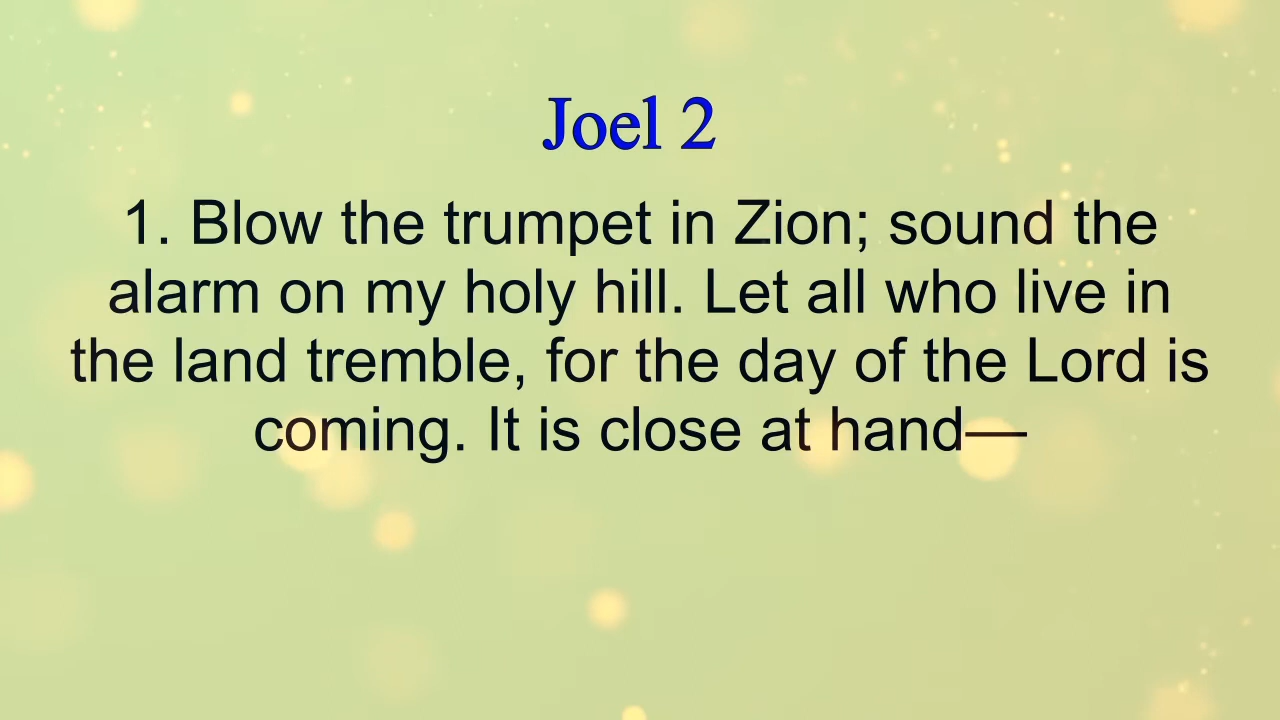 Joel 2
1. Blow the trumpet in Zion; sound the
alarm on my holy hill. Let all who live in
the land tremble, for the day of the Lord is
coming. It is close at hand—